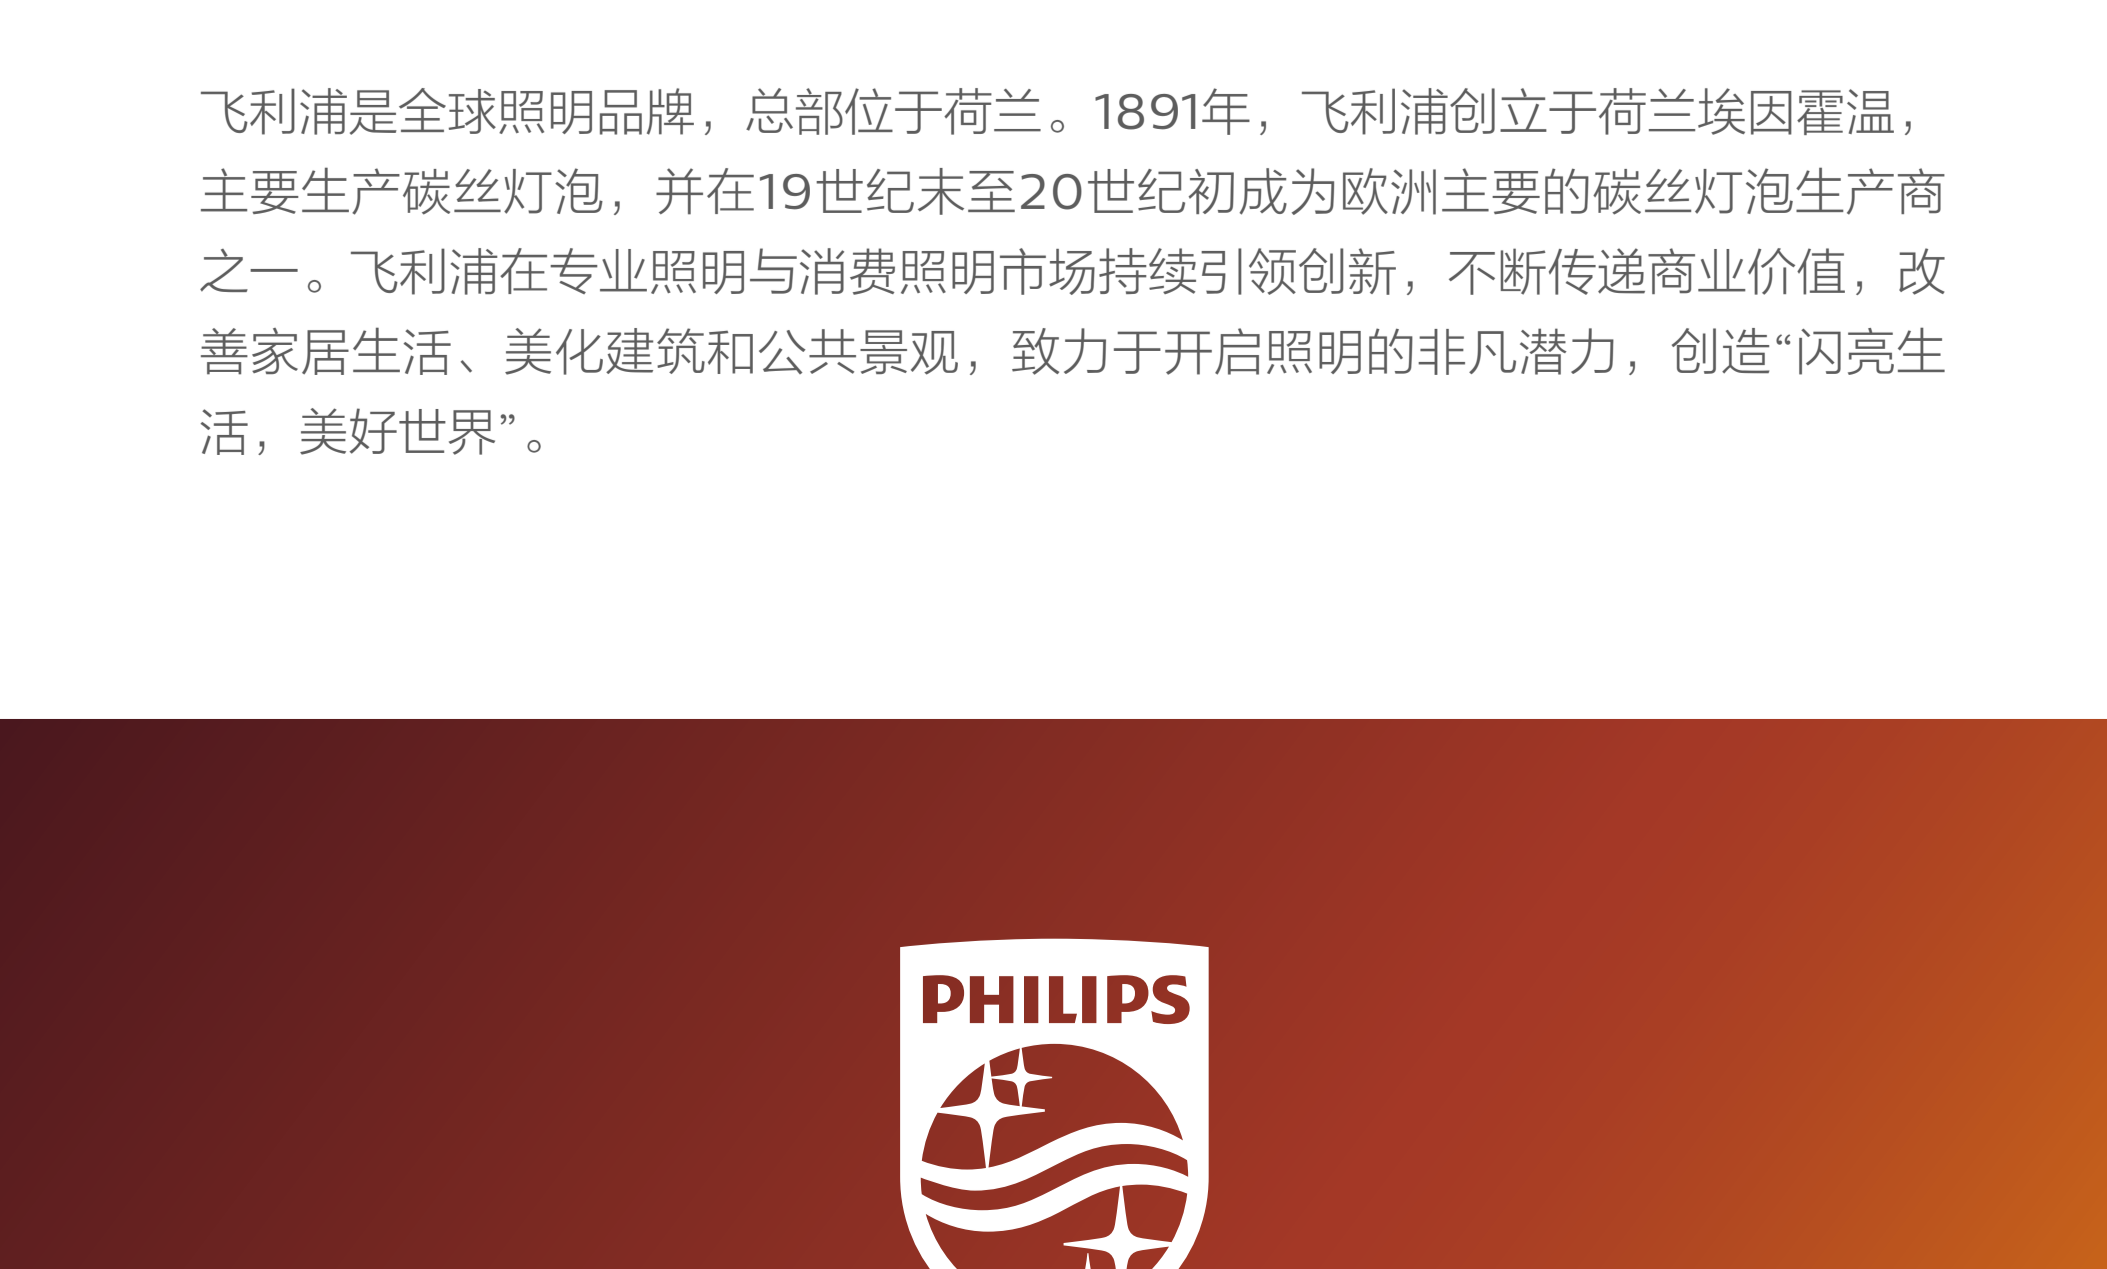 飞利浦是全球照明品牌，总部位于荷兰。1891年，飞利浦创立于荷兰埃因霍温，
主要生产碳丝灯泡，并在19世纪末至20世纪初成为欧洲主要的碳丝灯泡生产商
之一。飞利浦在专业照明与消费照明市场持续引领创新，不断传递商业价值，改
善家居生活、美化建筑和公共景观，致力于开启照明的非凡潜力，创造“闪亮生
活，美好世界”。
PHILIPS